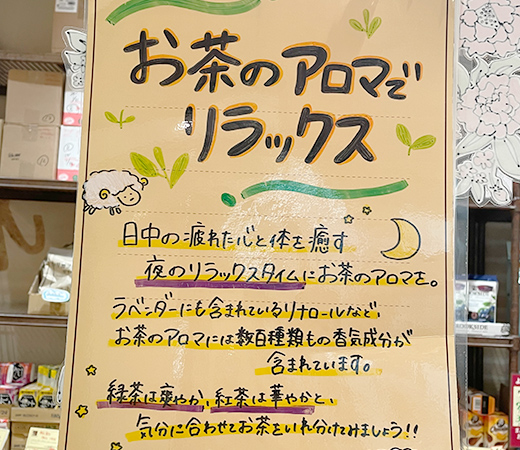 お茶のアロマで
リラックス
日中の疲れた心と体を癒す
夜のリラックスタイムにお茶のアロマを。
ラベンダーにも含まれているリナロールなど、
お茶のアロマには数百種類もの香気成分が
含まれています。
緑茶は爽やか、紅茶は華やかと、
気分に合わせてお茶をいれ分けてみましょう!!